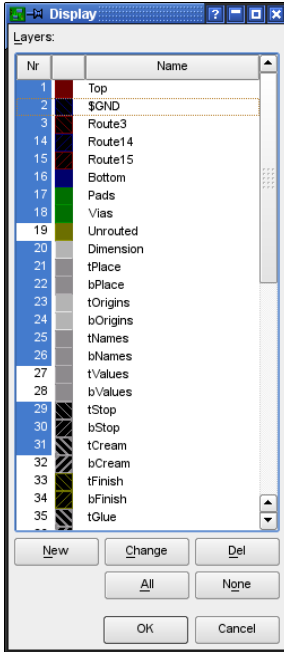 Display
Layers:
Nr Name
1 Top
2 $GND
3 Route3
14 Route14
15 Route15
16 Bottom
17 Pads
18 Vias
19 Unrouted
20 Dimension
21 tPlace
22 bPlace
23 tOrigins
24 bOrigins
25 tNames
26 bNames
27 tValues
28 bValues
29 tStop
30 bStop
31 tCream
32 bCream
33 tFinish
34 bFinish
35 tGlue
New Change Del
All None
OK Cancel